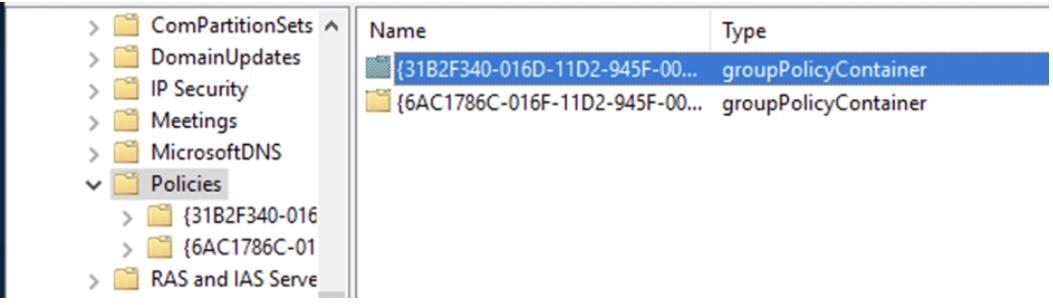 ComPartitionSets
DomainUpdates
IP Security
Meetings
MicrosoftDNS
Policies
{31B2F340-016
{6AC1786C-01
RAS and IAS Serve
Name Type
{31B2F340-016D-11D2-945F-00... groupPolicyContainer
{6AC1786C-016F-11D2-945F-00... groupPolicyContainer